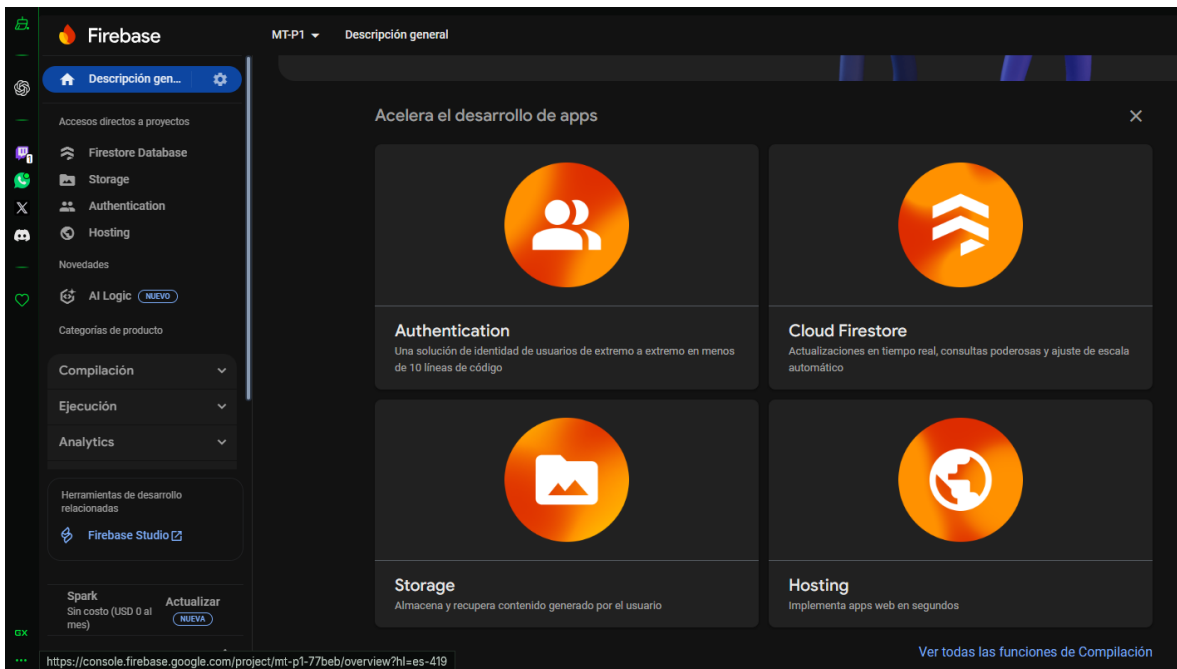 Firebase
MT-P1
Descripción general
Descripción gen...
Accesos directos a proyectos
Firestore Database
Storage
Authentication
Hosting
Novedades
AI Logic
NUEVO
Categorías de producto
Compilación
Ejecución
Analytics
Herramientas de desarrollo
relacionadas
Firebase Studio
Spark
Sin costo (USD 0 al
mes)
Actualizar
NUEVA
Acelera el desarrollo de apps
Authentication
Una solución de identidad de usuarios de extremo a extremo en menos
de 10 líneas de código
Cloud Firestore
Actualizaciones en tiempo real, consultas poderosas y ajuste de escala
automático
Storage
Almacena y recupera contenido generado por el usuario
Hosting
Implementa apps web en segundos
Ver todas las funciones de Compilación
1
GX
https://console.firebase.google.com/project/mt-p1-77beb/overview?hl=es-419